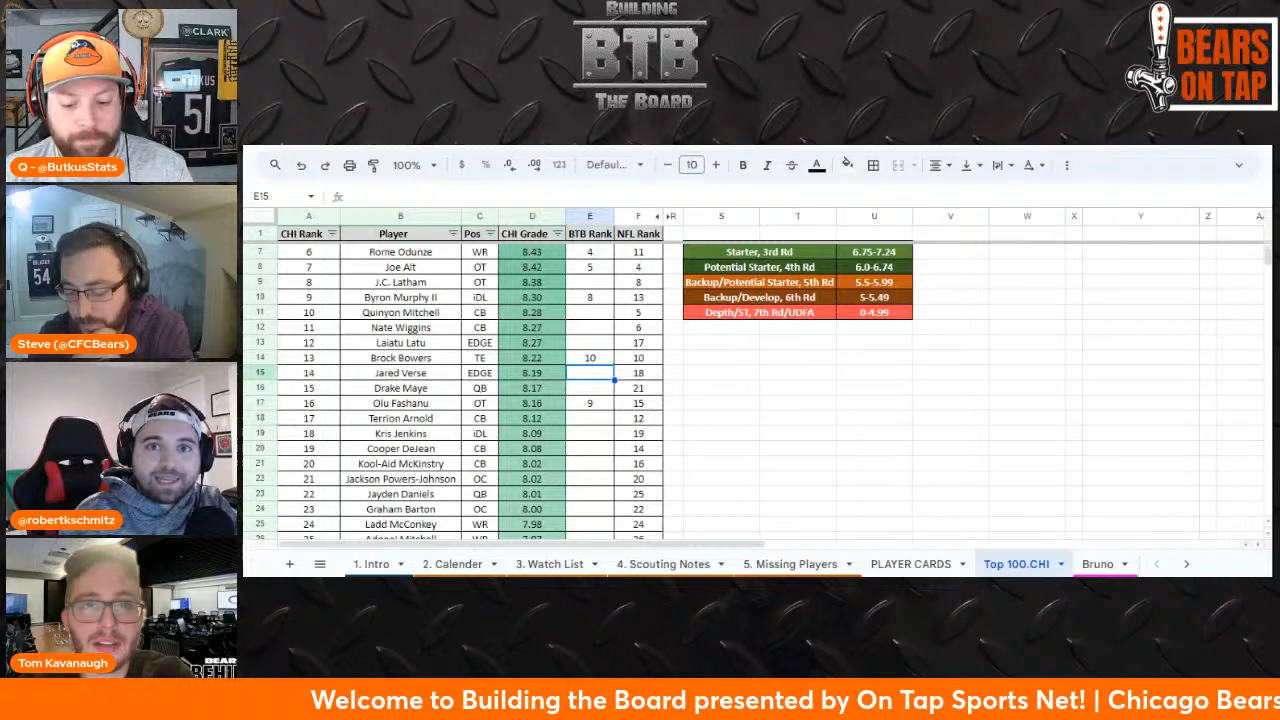 BUILDING
BTB
THE BOARD
BEARS
ON TAP
CLARK
51
Q - @ButkusStats
54
Steve (@CFCBears)
BEARS
@robertkschmitz
Tom Kavanaugh
BEARS
100%
$ % .0 .00 123
Defaul...
10
B I S A
E15
fx
A B C D E F R S T U V W X Y Z
1 CHI Rank Player Pos CHI Grade BTB Rank NFL Rank
7 6 Rome Odunze WR 8.43 4 11 Starter, 3rd Rd 6.75-7.24
8 7 Joe Alt OT 8.42 5 4 Potential Starter, 4th Rd 6.0-6.74
9 8 J.C. Latham OT 8.38 8 Backup/Potential Starter, 5th Rd 5.5-5.99
10 9 Byron Murphy II iDL 8.30 8 13 Backup/Develop, 6th Rd 5-5.49
11 10 Quinyon Mitchell CB 8.28 5 Depth/ST, 7th Rd/UDFA 0-4.99
12 11 Nate Wiggins CB 8.27 6
13 12 Laiatu Latu EDGE 8.27 17
14 13 Brock Bowers TE 8.22 10 10
15 14 Jared Verse EDGE 8.19 18
16 15 Drake Maye QB 8.17 21
17 16 Olu Fashanu OT 8.16 9 15
18 17 Terrion Arnold CB 8.12 12
19 18 Kris Jenkins iDL 8.09 19
20 19 Cooper DeJean CB 8.08 14
21 20 Kool-Aid McKinstry CB 8.02 16
22 21 Jackson Powers-Johnson OC 8.02 20
23 22 Jayden Daniels QB 8.01 25
24 23 Graham Barton OC 8.00 22
25 24 Ladd McConkey WR 7.98 24
1. Intro 2. Calender 3. Watch List 4. Scouting Notes 5. Missing Players PLAYER CARDS Top 100.CHI Bruno
Welcome to Building the Board presented by On Tap Sports Net! | Chicago Bears